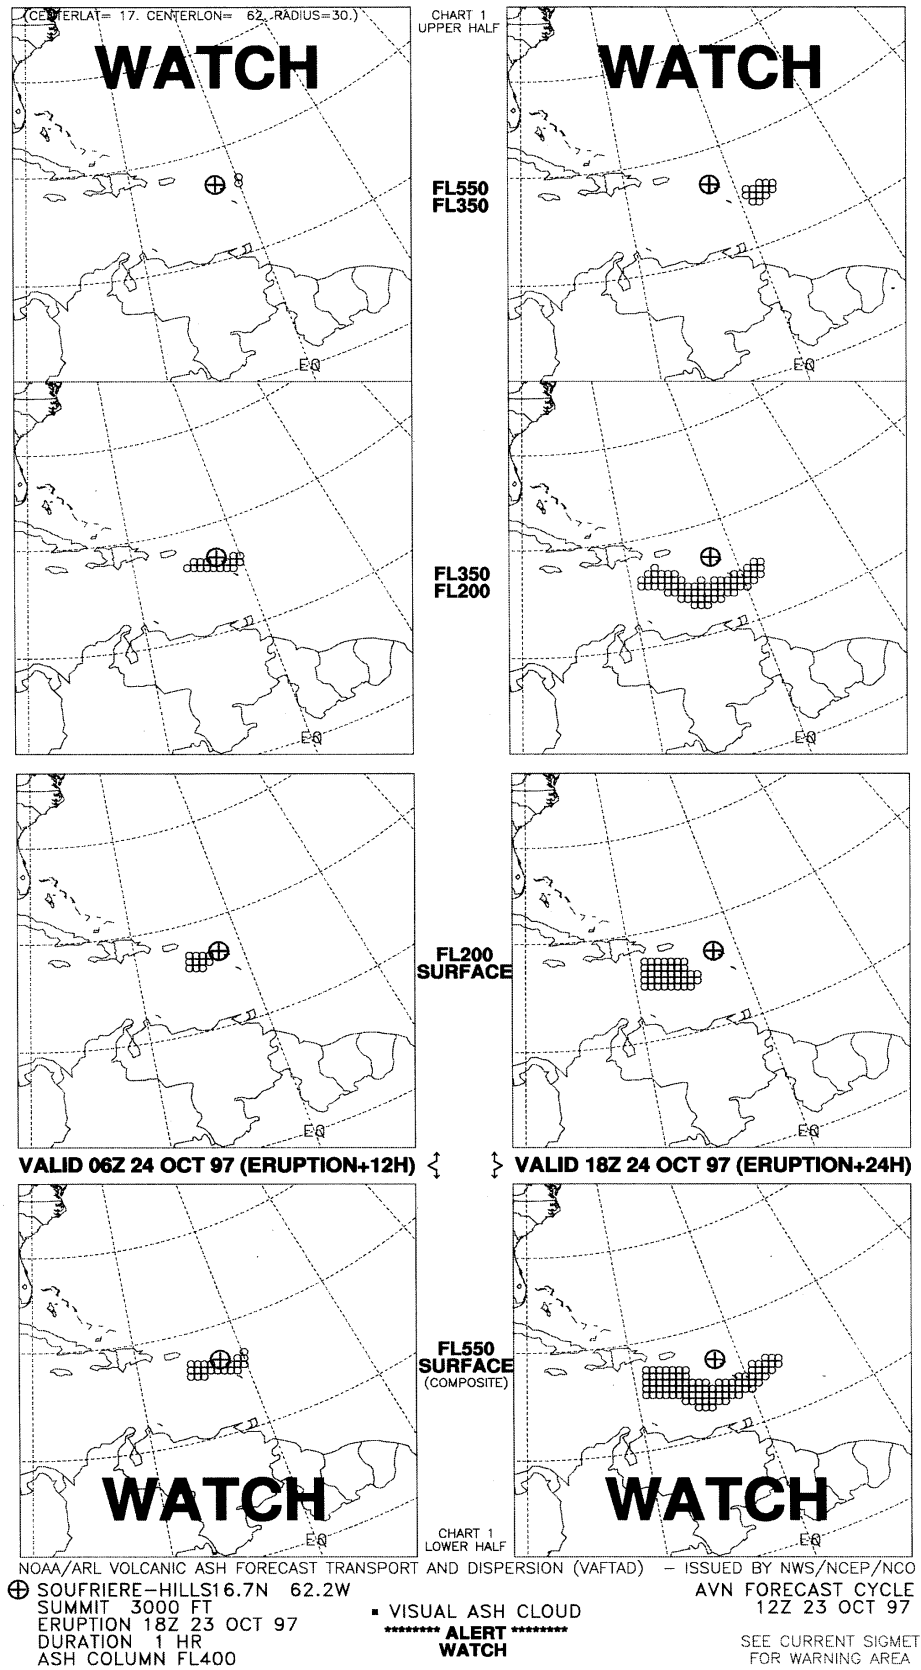 (CENTERLAT= 17. CENTERLON= 62. RADIUS=30.)
CHART 1
UPPER HALF
WATCH
WATCH
FL550
FL350
EQ
EQ
FL350
FL200
EQ
EQ
FL200
SURFACE
EQ
EQ
VALID 06Z 24 OCT 97 (ERUPTION+12H)
VALID 18Z 24 OCT 97 (ERUPTION+24H)
FL550
SURFACE
(COMPOSITE)
WATCH
WATCH
EQ
EQ
CHART 1
LOWER HALF
NOAA/ARL VOLCANIC ASH FORECAST TRANSPORT AND DISPERSION (VAFTAD) – ISSUED BY NWS/NCEP/NCO
SOUFRIERE-HILLS16.7N 62.2W
SUMMIT 3000 FT
ERUPTION 18Z 23 OCT 97
DURATION 1 HR
ASH COLUMN FL400
▪ VISUAL ASH CLOUD
******** ALERT ********
WATCH
AVN FORECAST CYCLE
12Z 23 OCT 97
SEE CURRENT SIGMET
FOR WARNING AREA